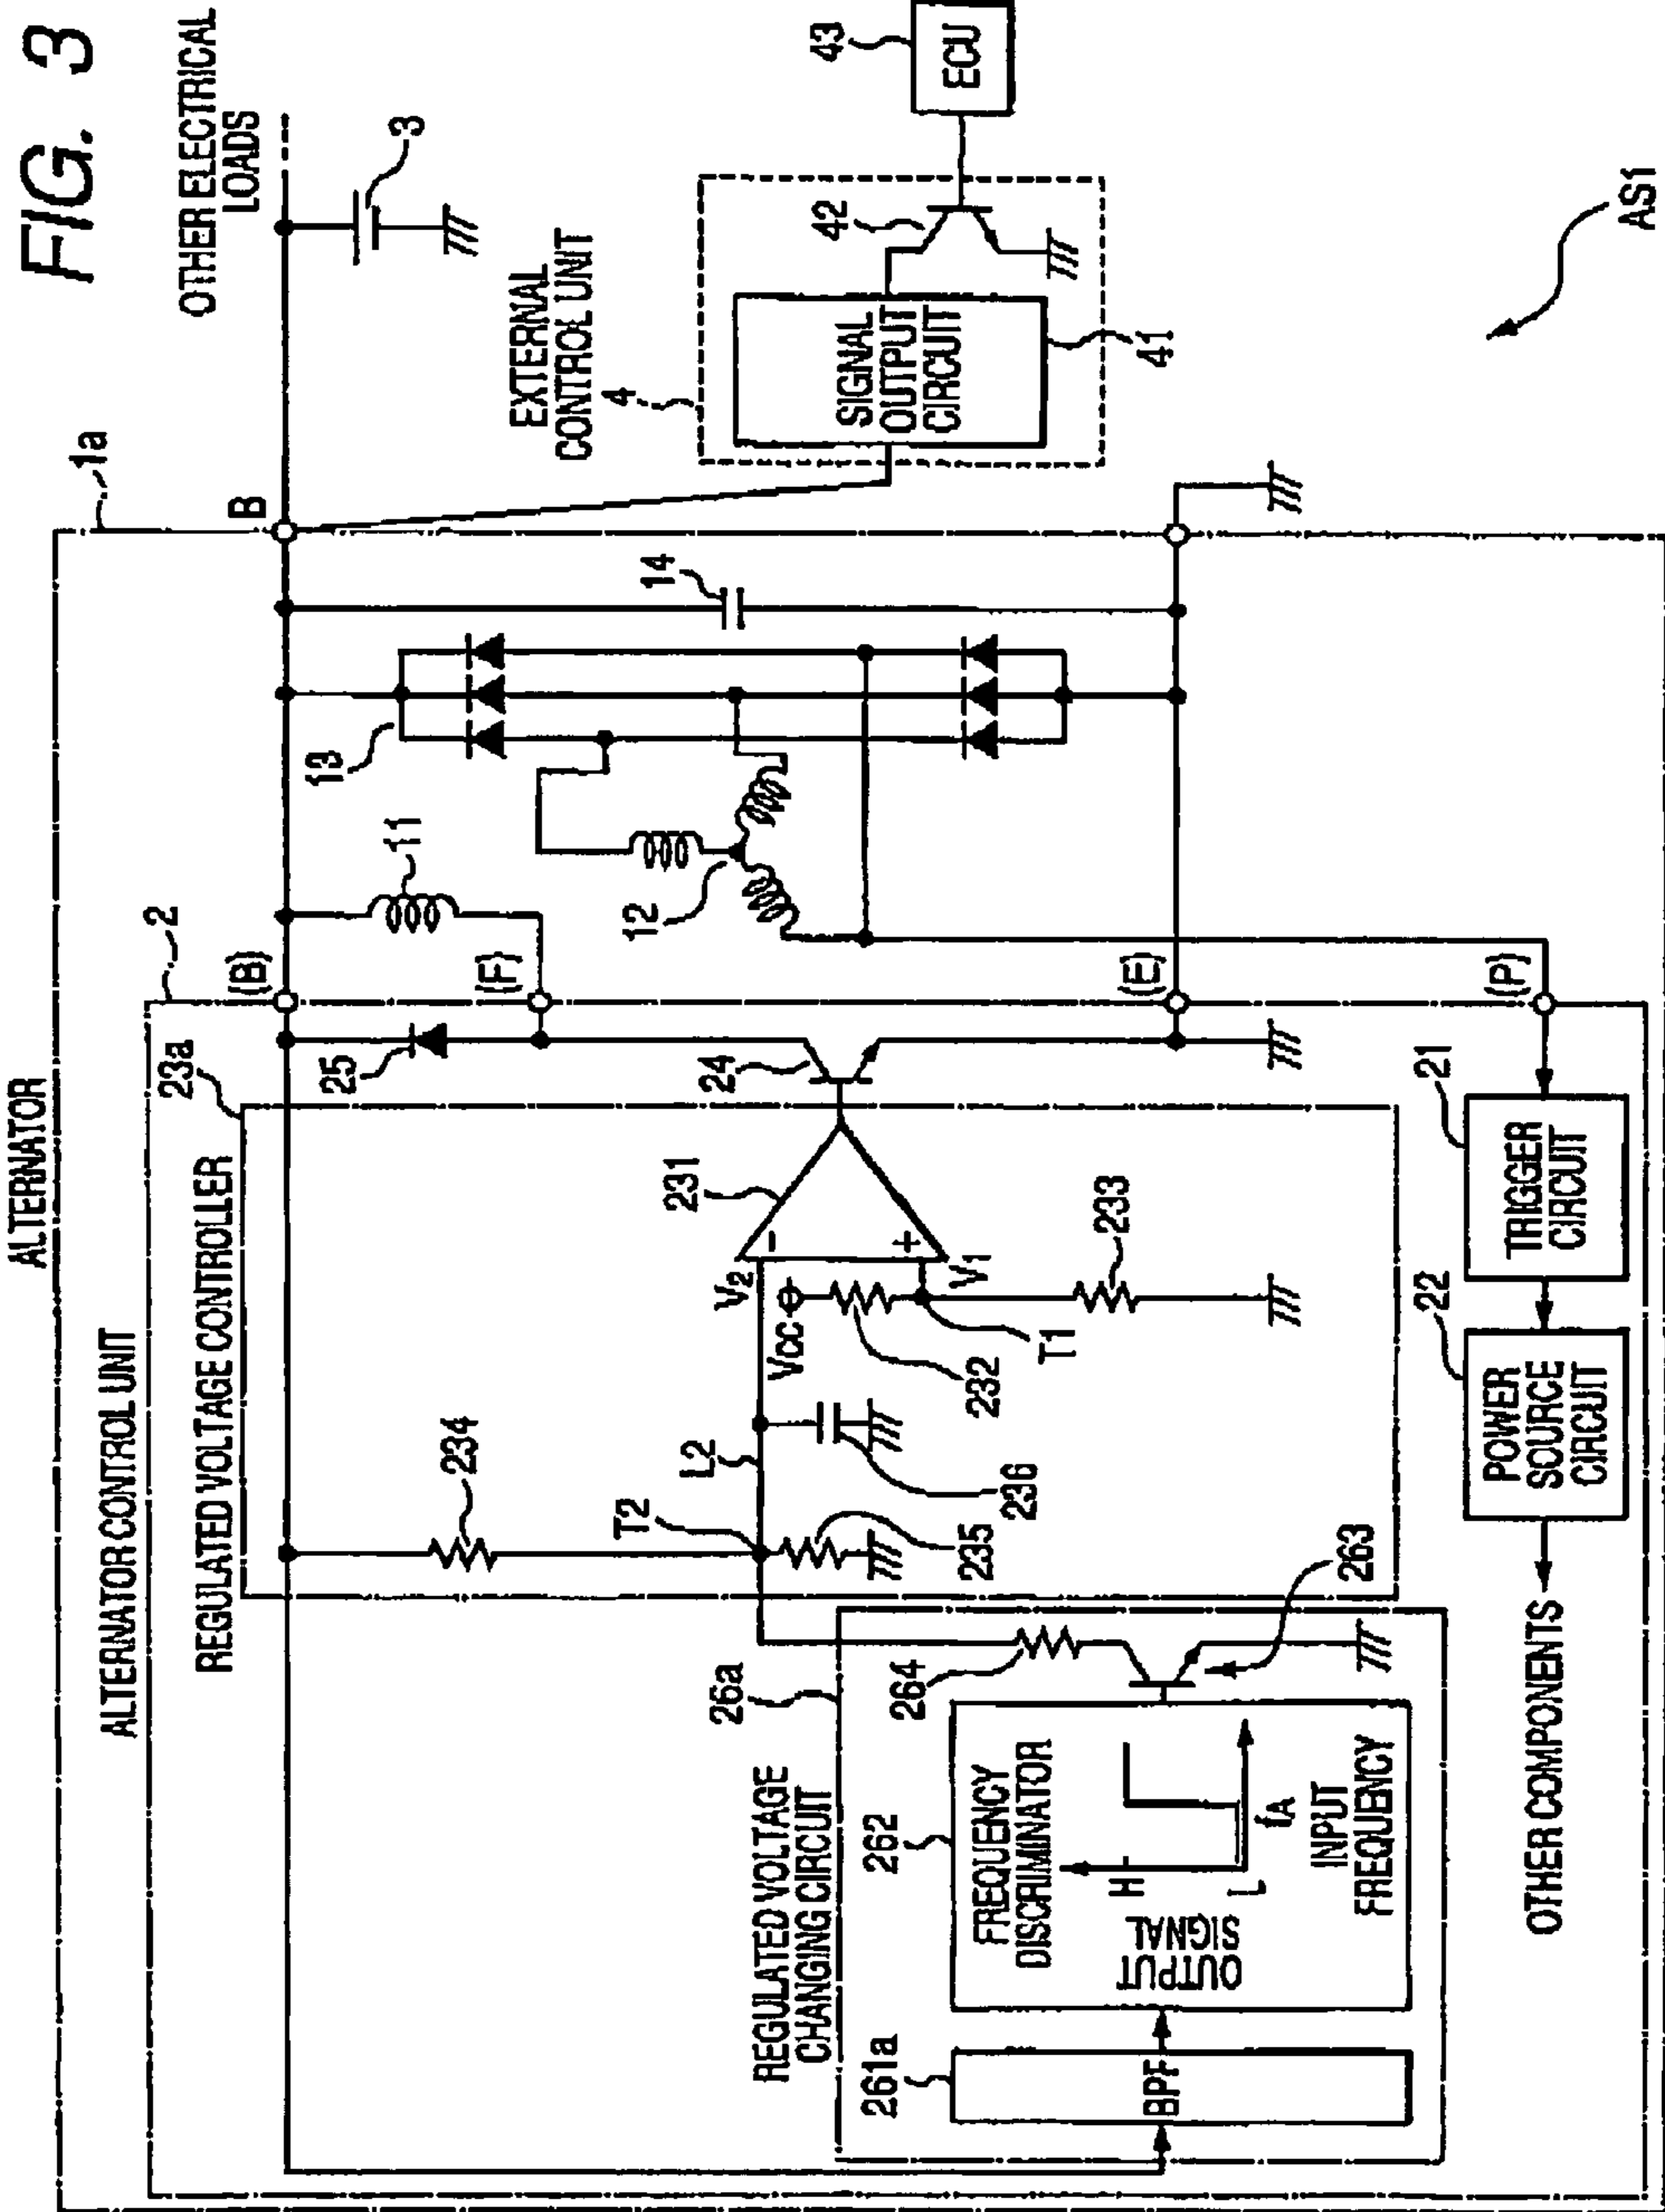 FIG. 3
ALTERNATOR
1a
ALTERNATOR CONTROL UNIT
2
REGULATED VOLTAGE CONTROLLER
23a
OTHER ELECTRICAL
LOADS
B
(B)
3
234
25
11
(F)
13
EXTERNAL
CONTROL UNIT
4
T2
L2
V2
231
24
12
14
42
43
ECU
SIGNAL
OUTPUT
CIRCUIT
41
Vcc
-
+
V1
235
236
232
T1
233
(E)
REGULATED VOLTAGE
CHANGING CIRCUIT
26a
264
263
261a
BPF
262
FREQUENCY
DISCRIMINATOR
OUTPUT
SIGNAL
H
L
fA
INPUT
FREQUENCY
OTHER COMPONENTS
22
POWER
SOURCE
CIRCUIT
21
TRIGGER
CIRCUIT
(P)
AS1